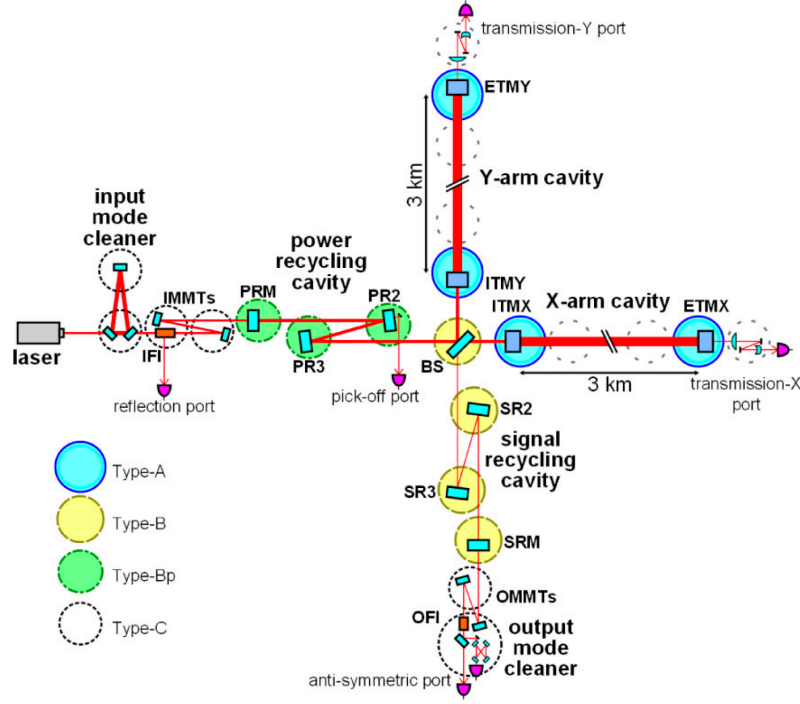 transmission-Y port
ETMY
3 km
Y-arm cavity
input
mode
cleaner
power
recycling
cavity
IMMTs
PRM
PR2
ITMY
ITMX
X-arm cavity
ETMX
laser
IFI
PR3
BS
reflection port
pick-off port
3 km
transmission-X
port
SR2
signal
recycling
cavity
SR3
SRM
Type-A
Type-B
Type-Bp
Type-C
OMMTs
OFI
output
mode
cleaner
anti-symmetric port